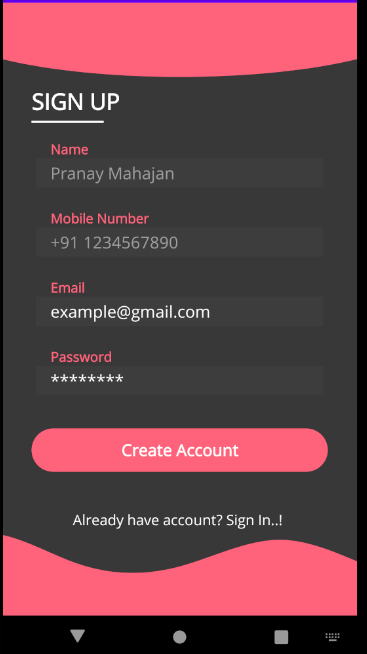 SIGN UP
Name
Pranay Mahajan
Mobile Number
+91 1234567890
Email
example@gmail.com
Password
********
Create Account
Already have account? Sign In..!